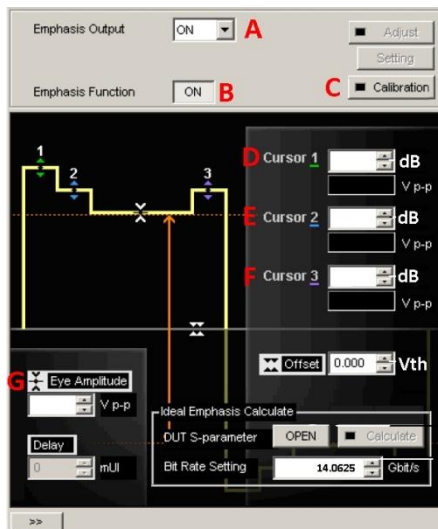 Emphasis Output ON A Adjust
Setting
Emphasis Function ON B C Calibration
1
2 3
D Cursor 1 dB
V p-p
E Cursor 2 dB
V p-p
F Cursor 3 dB
V p-p
Offset 0.000 Vth
G Eye Amplitude
V p-p
Delay
0 mUI
Ideal Emphasis Calculate
DUT S-parameter OPEN Calculate
Bit Rate Setting 14.0625 Gbit/s
>>